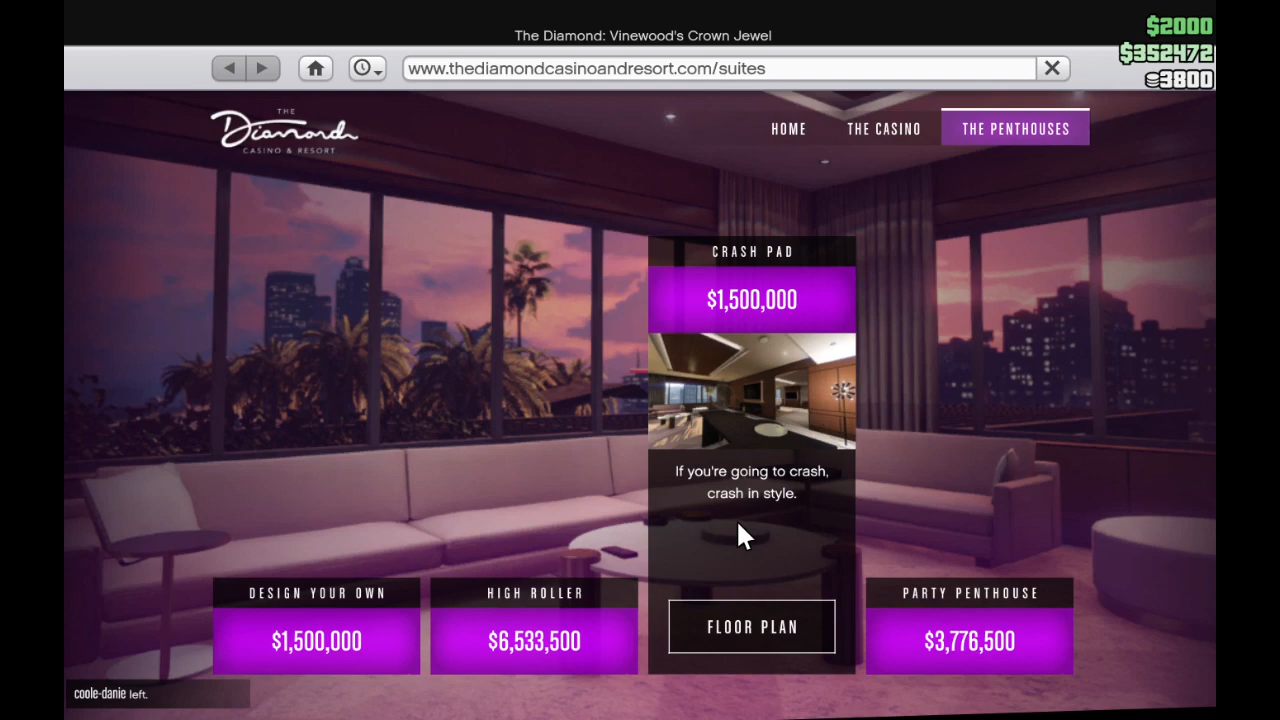 The Diamond: Vinewood's Crown Jewel
$2000
$352472
3800
www.thediamondcasinoandresort.com/suites
THE
Diamond
CASINO & RESORT
HOME
THE CASINO
THE PENTHOUSES
CRASH PAD
$1,500,000
If you're going to crash,
crash in style.
FLOOR PLAN
DESIGN YOUR OWN
$1,500,000
HIGH ROLLER
$6,533,500
PARTY PENTHOUSE
$3,776,500
coole-danie left.